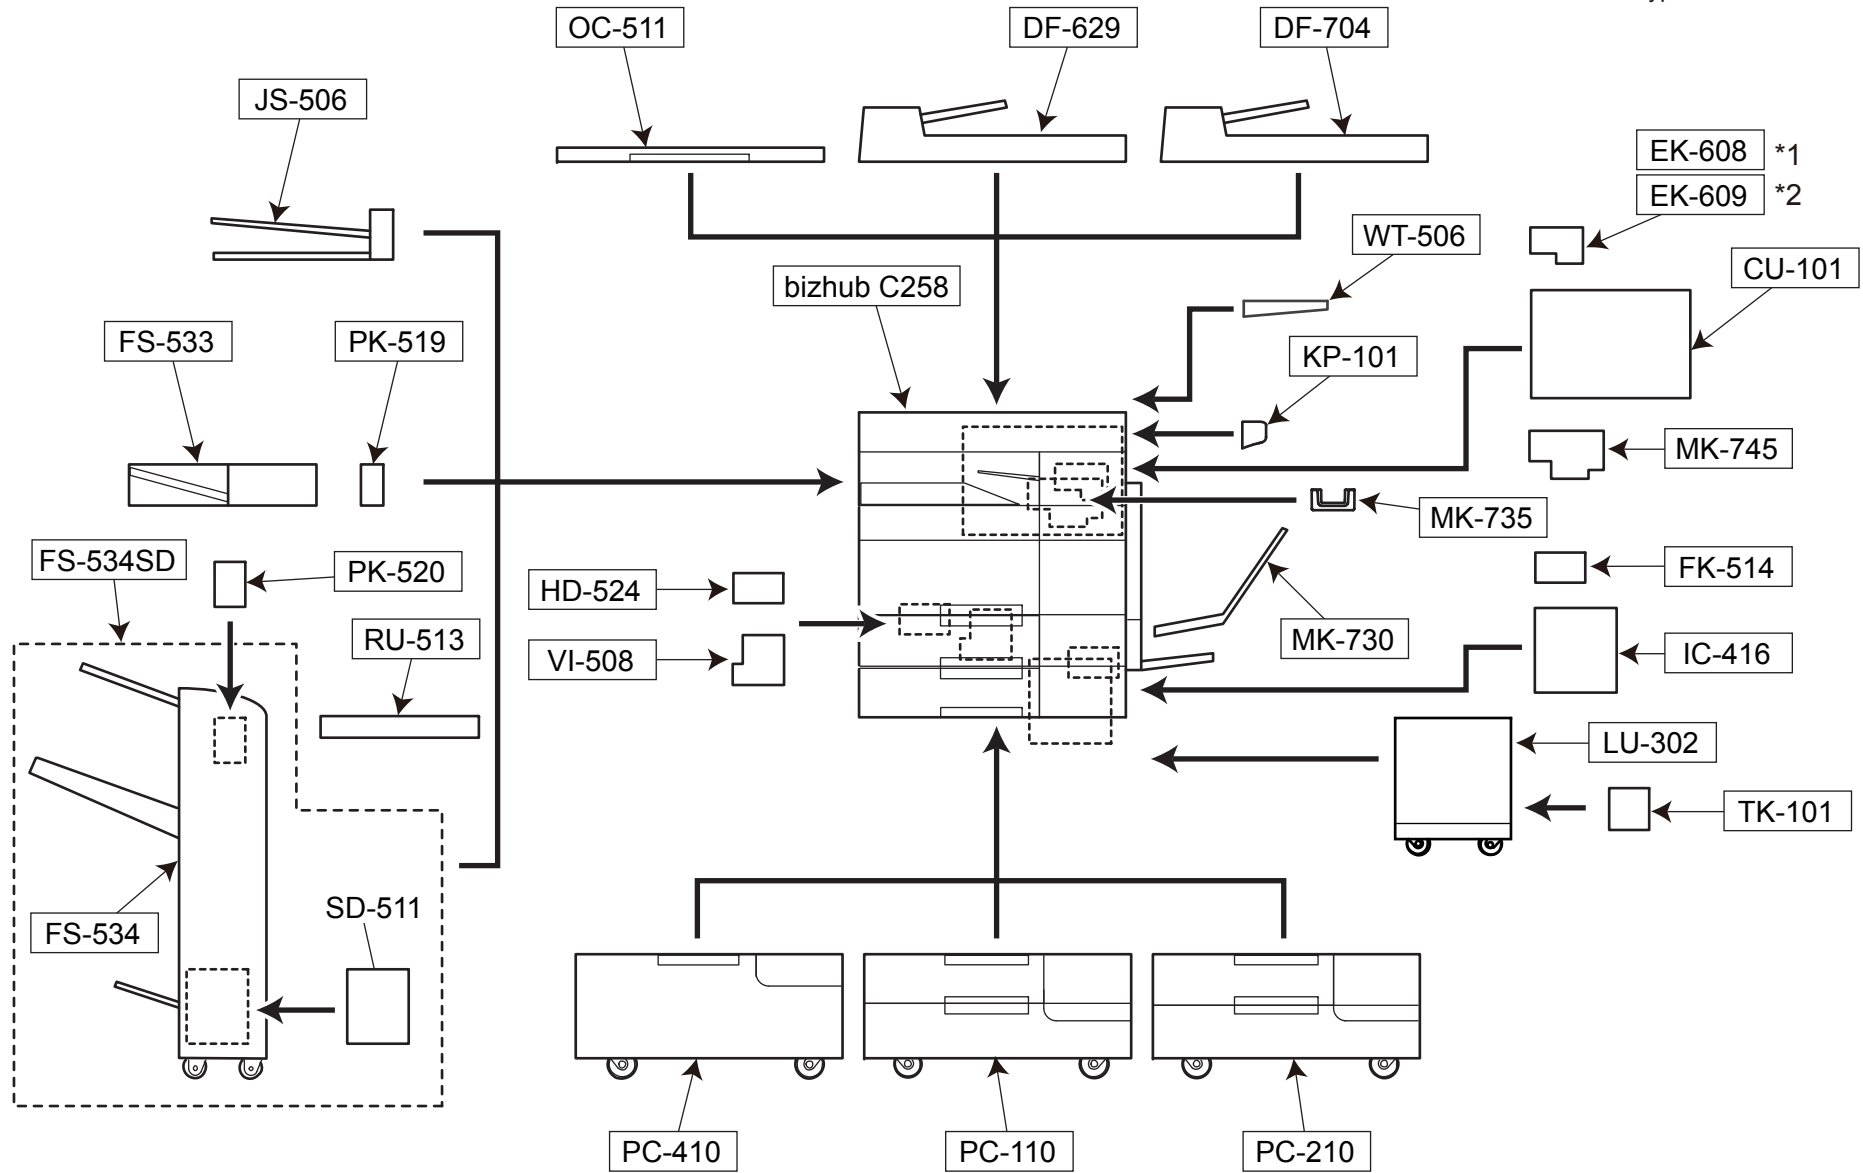 OC-511
DF-629
DF-704
JS-506
EK-608 *1
EK-609 *2
WT-506
CU-101
bizhub C258
FS-533
PK-519
KP-101
MK-745
MK-735
FS-534SD
PK-520
HD-524
FK-514
RU-513
VI-508
MK-730
IC-416
LU-302
TK-101
SD-511
FS-534
PC-410
PC-110
PC-210